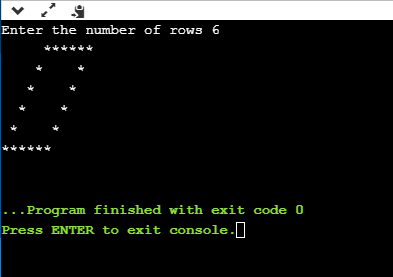 Enter the number of rows 6
     ******
    *    *
   *    *
  *    *
 *    *
******
...Program finished with exit code 0
Press ENTER to exit console.